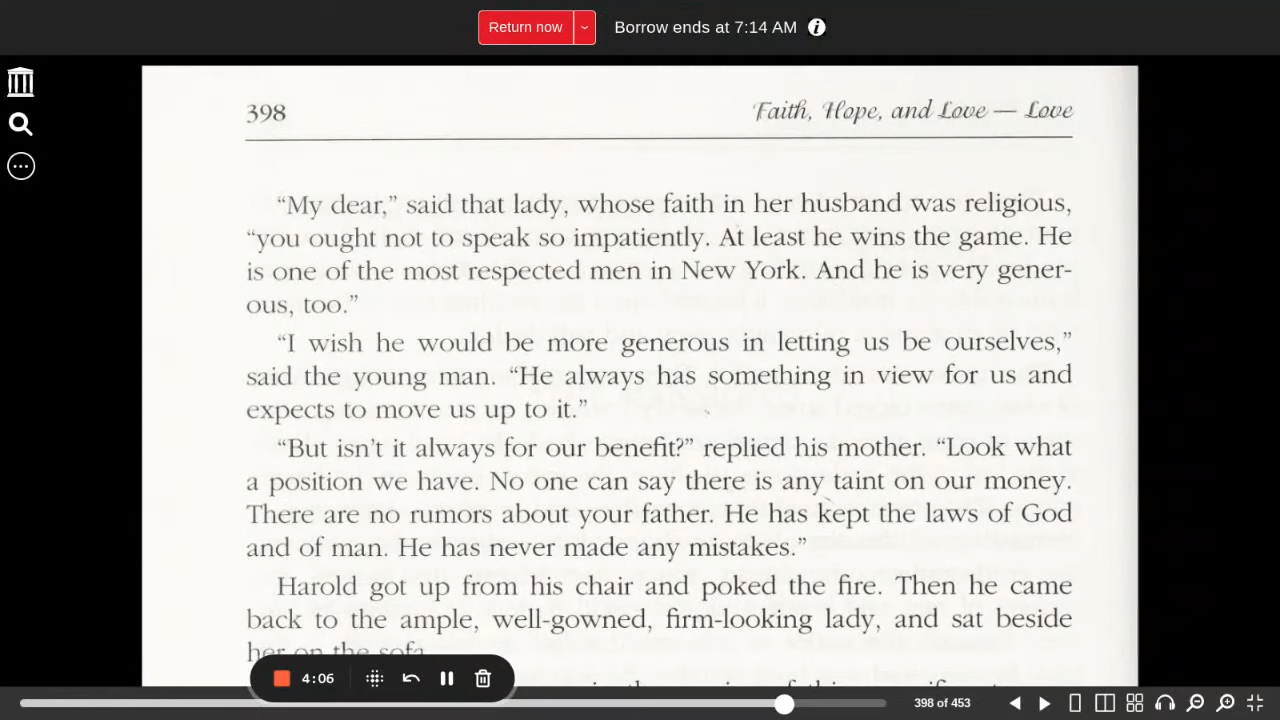 Return now
Borrow ends at 7:14 AM
398
Faith, Hope, and Love — Love
“My dear,” said that lady, whose faith in her husband was religious,
“you ought not to speak so impatiently. At least he wins the game. He
is one of the most respected men in New York. And he is very gener-
ous, too.”
“I wish he would be more generous in letting us be ourselves,”
said the young man. “He always has something in view for us and
expects to move us up to it.”
“But isn’t it always for our benefit?” replied his mother. “Look what
a position we have. No one can say there is any taint on our money.
There are no rumors about your father. He has kept the laws of God
and of man. He has never made any mistakes.”
Harold got up from his chair and poked the fire. Then he came
back to the ample, well-gowned, firm-looking lady, and sat beside
her on the sofa
4:06
398 of 453